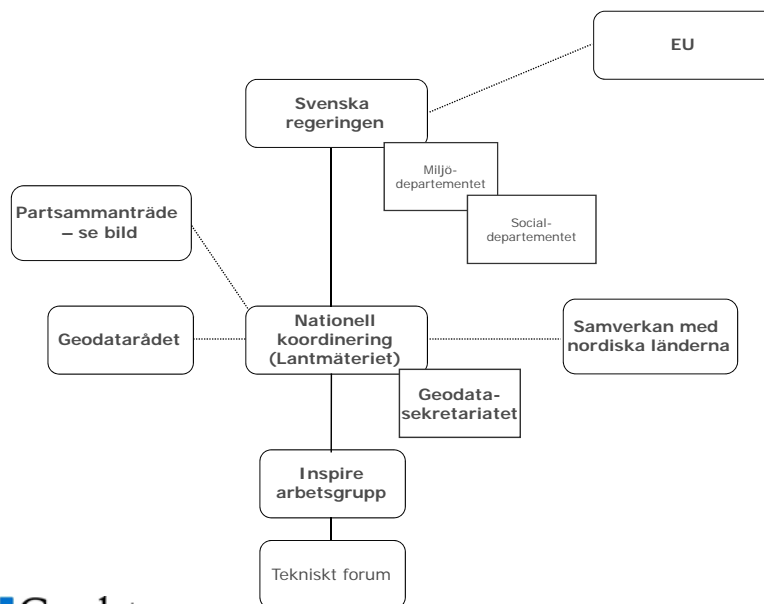 EU
Svenska
regeringen
Miljö-
departementet
Social-
departementet
Partsammanträde
– se bild
Geodatarådet
Nationell
koordinering
(Lantmäteriet)
Samverkan med
nordiska länderna
Geodata-
sekretariatet
Inspire
arbetsgrupp
Tekniskt forum